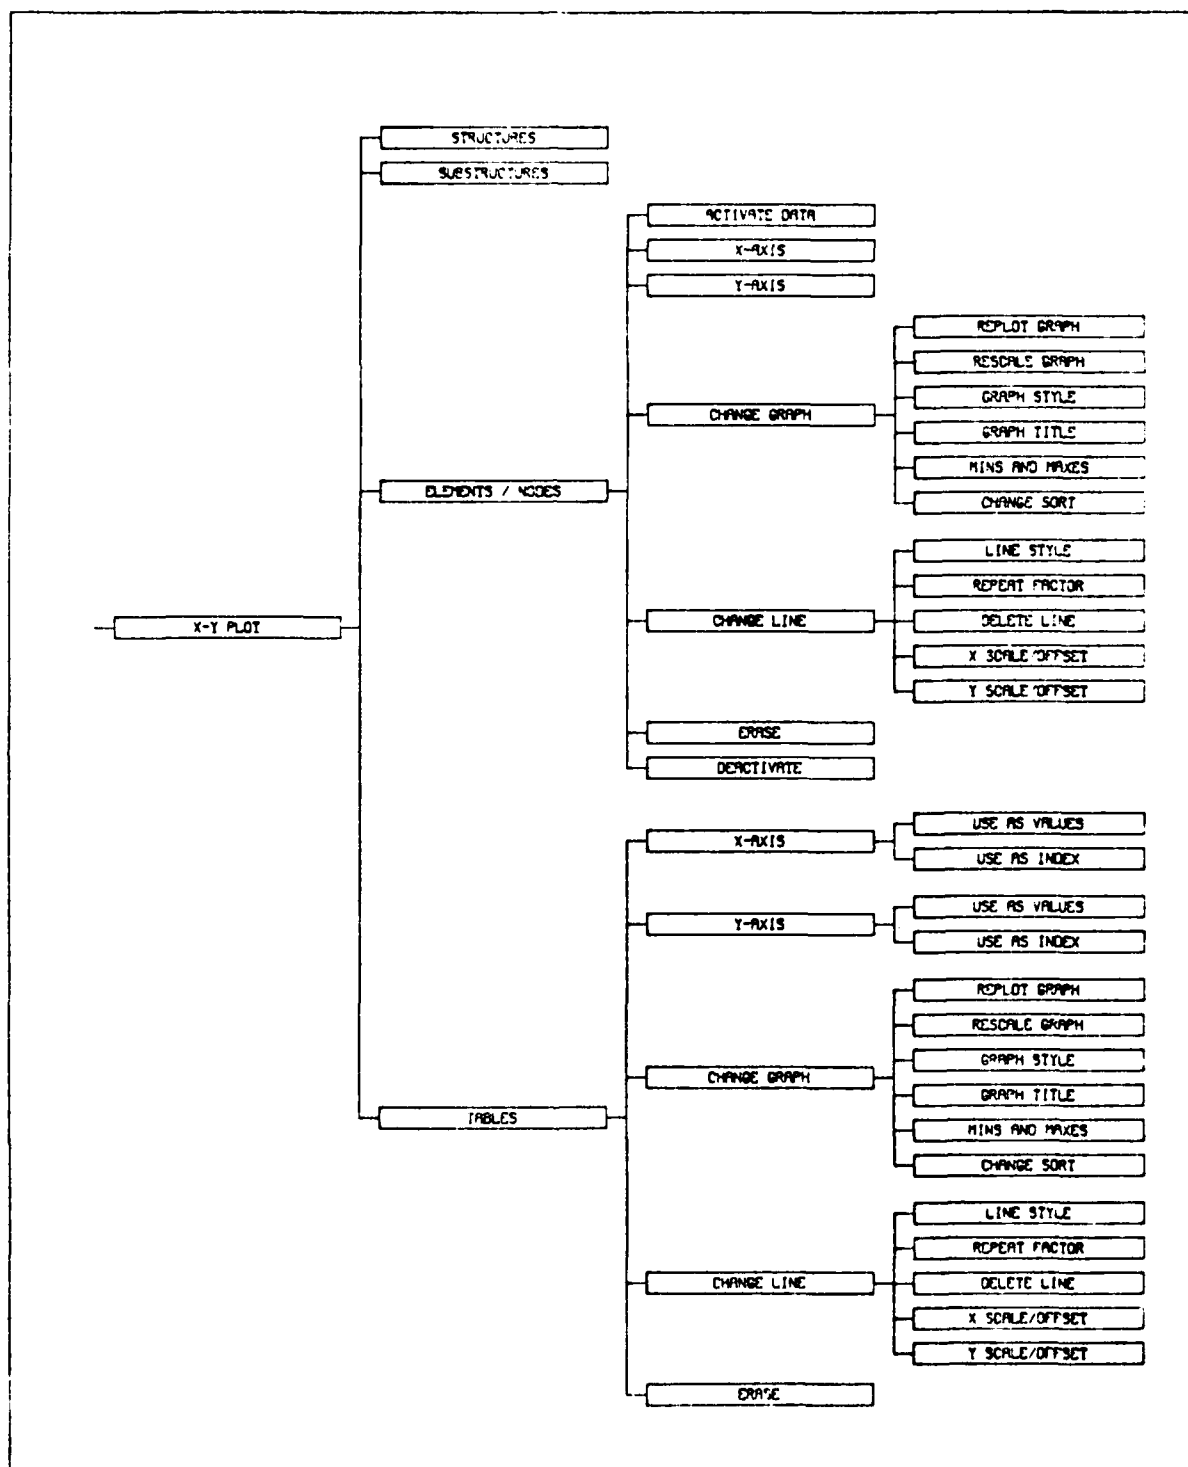 STRUCTURES
SUBSTRUCTURES
ACTIVATE DATA
X-AXIS
Y-AXIS
REPLOT GRAPH
RESCALE GRAPH
GRAPH STYLE
CHANGE GRAPH
GRAPH TITLE
MINS AND MAXES
ELEMENTS / NODES
CHANGE SORT
LINE STYLE
REPEAT FACTOR
X-Y PLOT
CHANGE LINE
DELETE LINE
X SCALE/OFFSET
Y SCALE/OFFSET
ERASE
DEACTIVATE
X-AXIS
USE AS VALUES
USE AS INDEX
Y-AXIS
USE AS VALUES
USE AS INDEX
REPLOT GRAPH
RESCALE GRAPH
GRAPH STYLE
CHANGE GRAPH
GRAPH TITLE
TABLES
MINS AND MAXES
CHANGE SORT
LINE STYLE
REPEAT FACTOR
CHANGE LINE
DELETE LINE
X SCALE/OFFSET
Y SCALE/OFFSET
ERASE